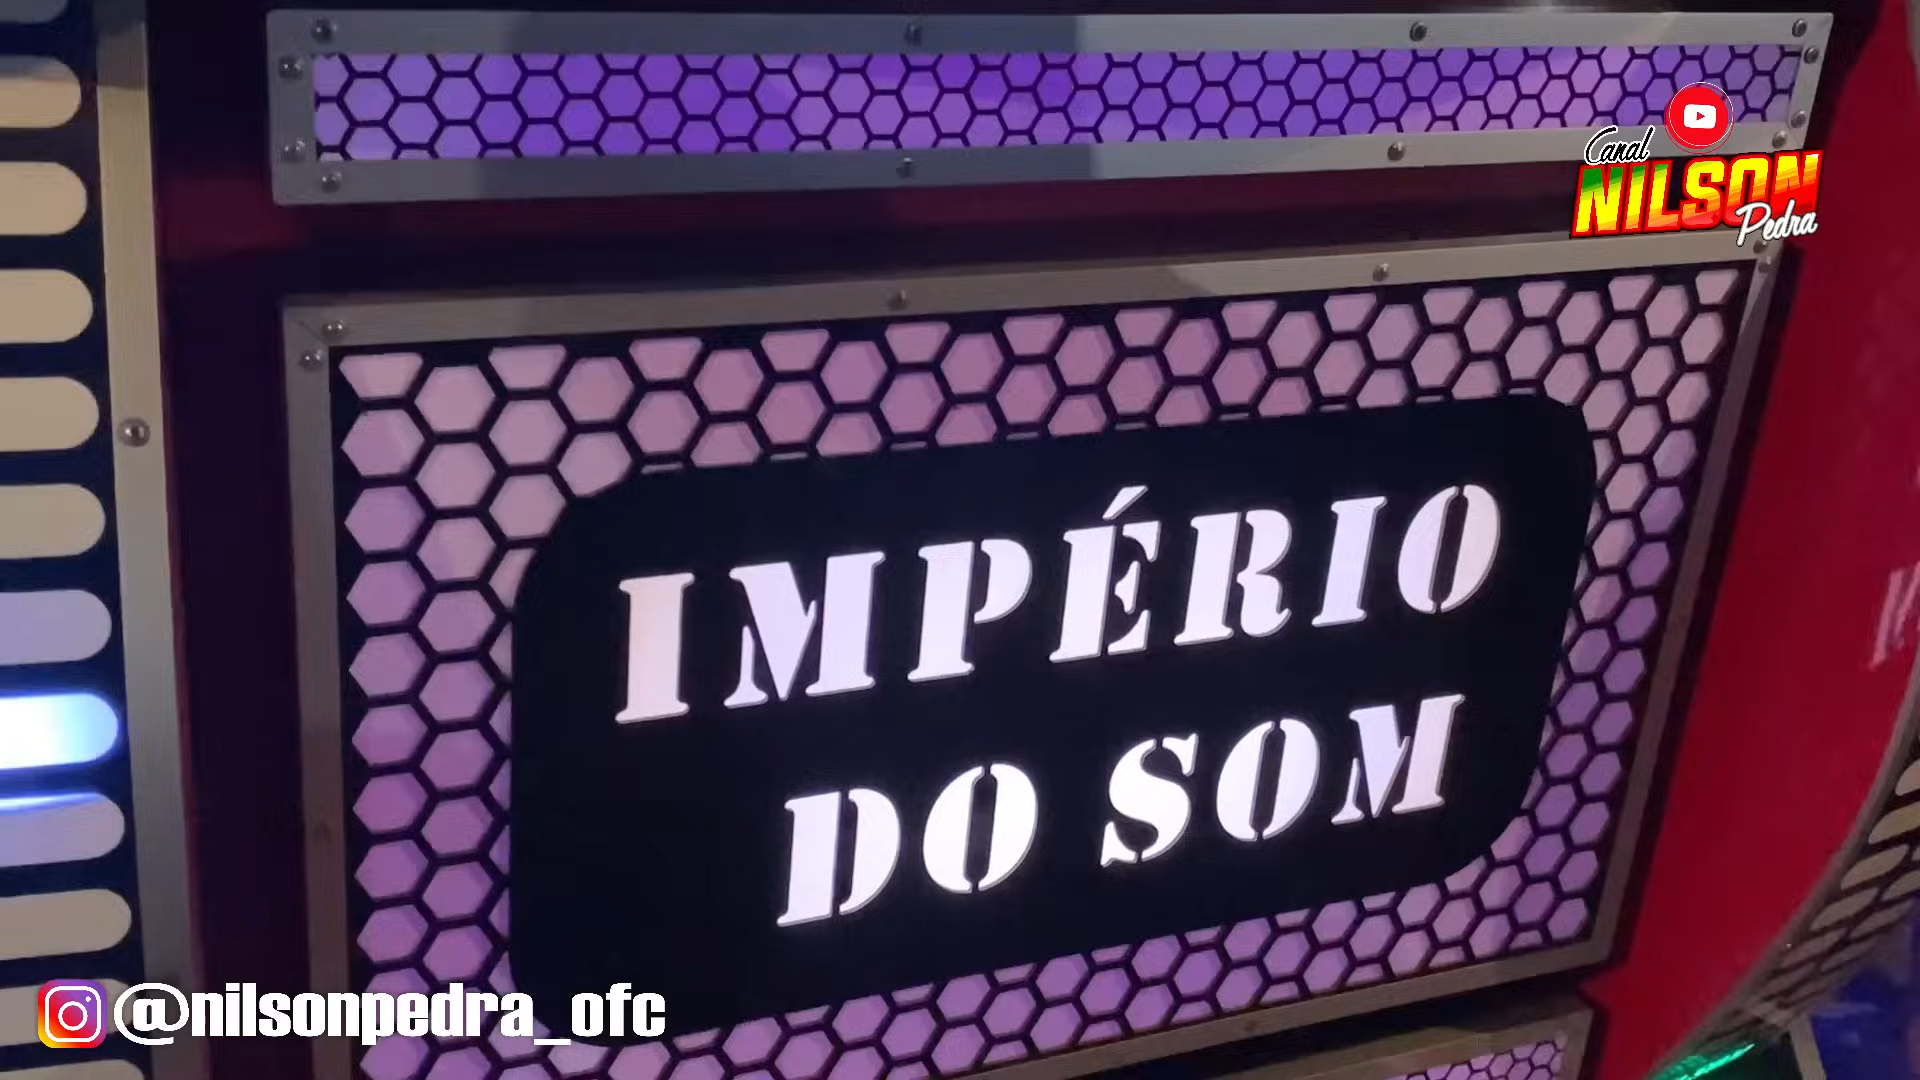 Canal
NILSON
Pedra
IMPÉRIO
DO SOM
@nilsonpedra_ofc